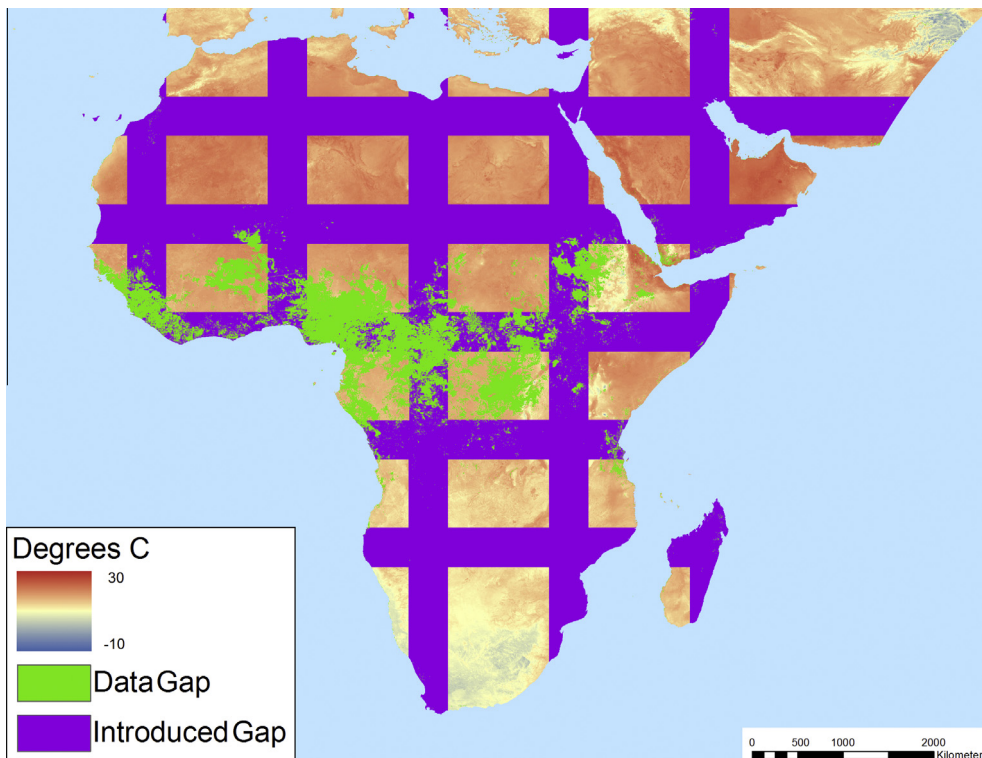 Degrees C
30
-10
Data Gap
Introduced Gap
0 500 1000 2000
Kilometer